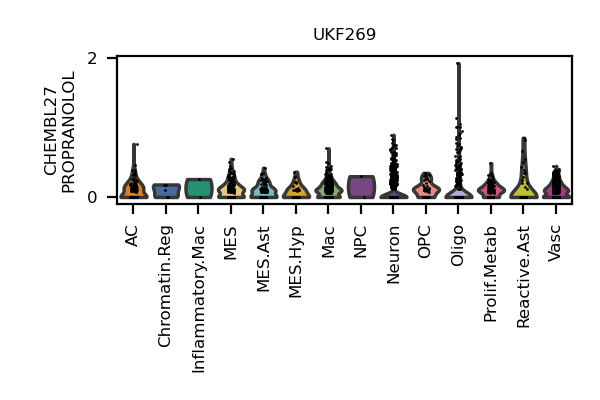 UKF269
CHEMBL27
PROPRANOLOL
2
0
AC
Chromatin.Reg
Inflammatory.Mac
MES
MES.Ast
MES.Hyp
Mac
NPC
Neuron
OPC
Oligo
Prolif.Metab
Reactive.Ast
Vasc